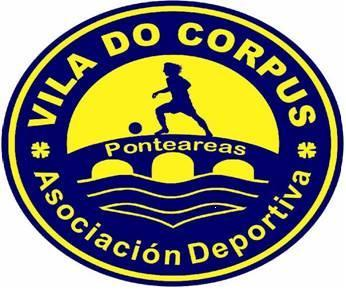 VILA DO CORPUS
Ponteareas
Asociación Deportiva